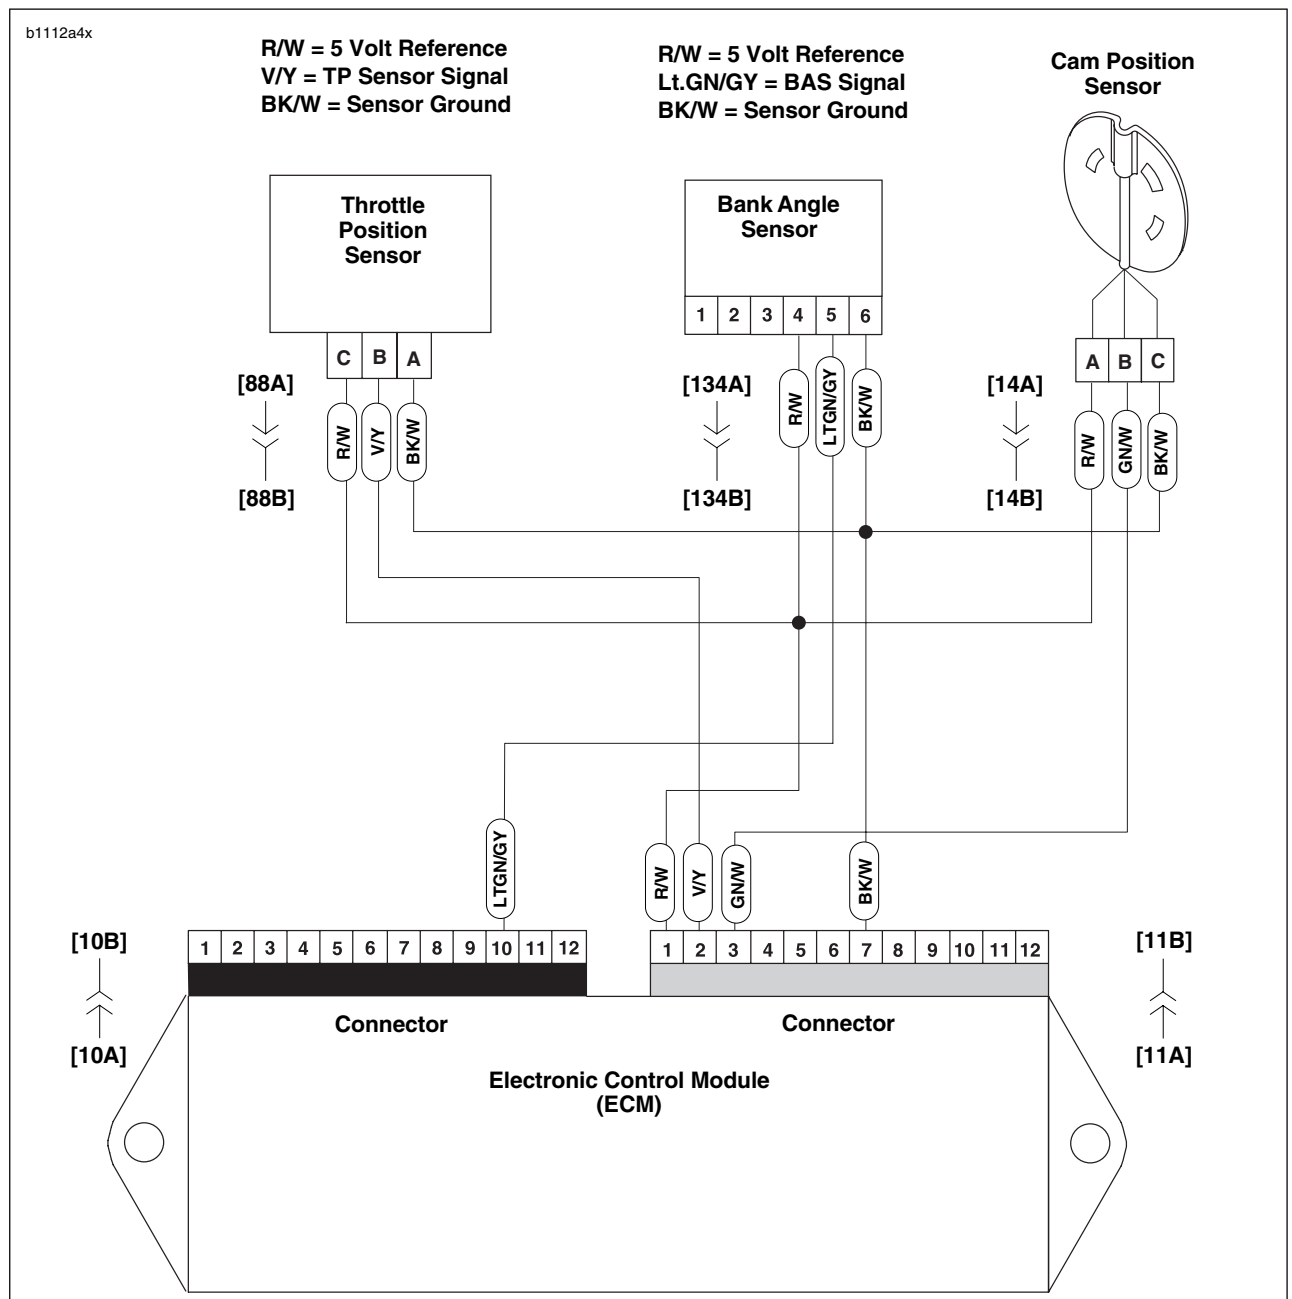 b1112a4x
R/W = 5 Volt Reference
V/Y = TP Sensor Signal
BK/W = Sensor Ground
R/W = 5 Volt Reference
Lt.GN/GY = BAS Signal
BK/W = Sensor Ground
Cam Position
Sensor
Throttle
Position
Sensor
Bank Angle
Sensor
1 2 3 4 5 6
C B A
A B C
[88A]
[134A]
[14A]
R/W V/Y BK/W
R/W LTGN/GY BK/W
R/W GN/W BK/W
[88B]
[134B]
[14B]
LTGN/GY
R/W V/Y GN/W BK/W
[10B]
1 2 3 4 5 6 7 8 9 10 11 12
1 2 3 4 5 6 7 8 9 10 11 12
[11B]
Connector
Connector
[10A]
[11A]
Electronic Control Module
(ECM)